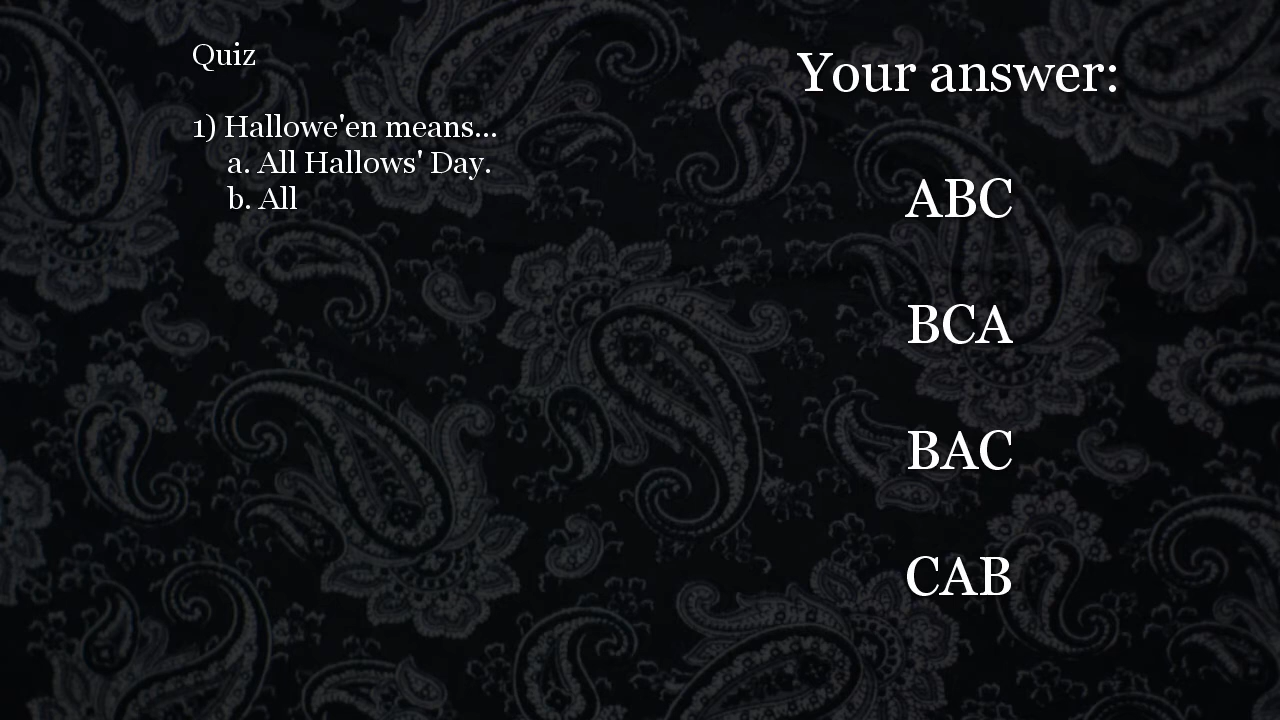 Quiz
1) Hallowe'en means...
a. All Hallows' Day.
b. All
Your answer:
ABC
BCA
BAC
CAB